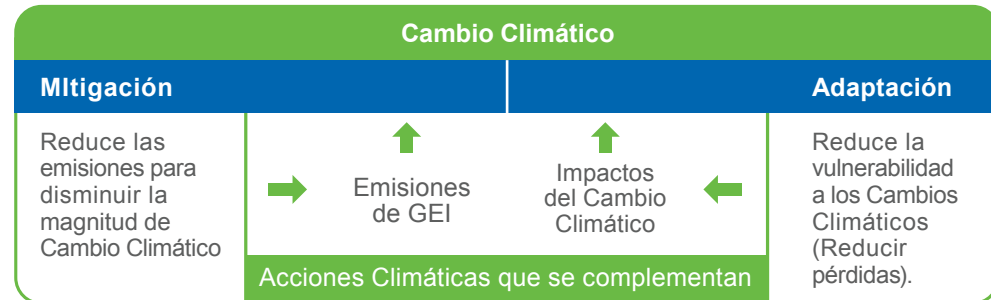 Cambio Climático
MItigación
Adaptación
Reduce las
emisiones para
disminuir la
magnitud de
Cambio Climático
Emisiones
de GEI
Impactos
del Cambio
Climático
Reduce la
vulnerabilidad
a los Cambios
Climáticos
(Reducir
pérdidas).
Acciones Climáticas que se complementan